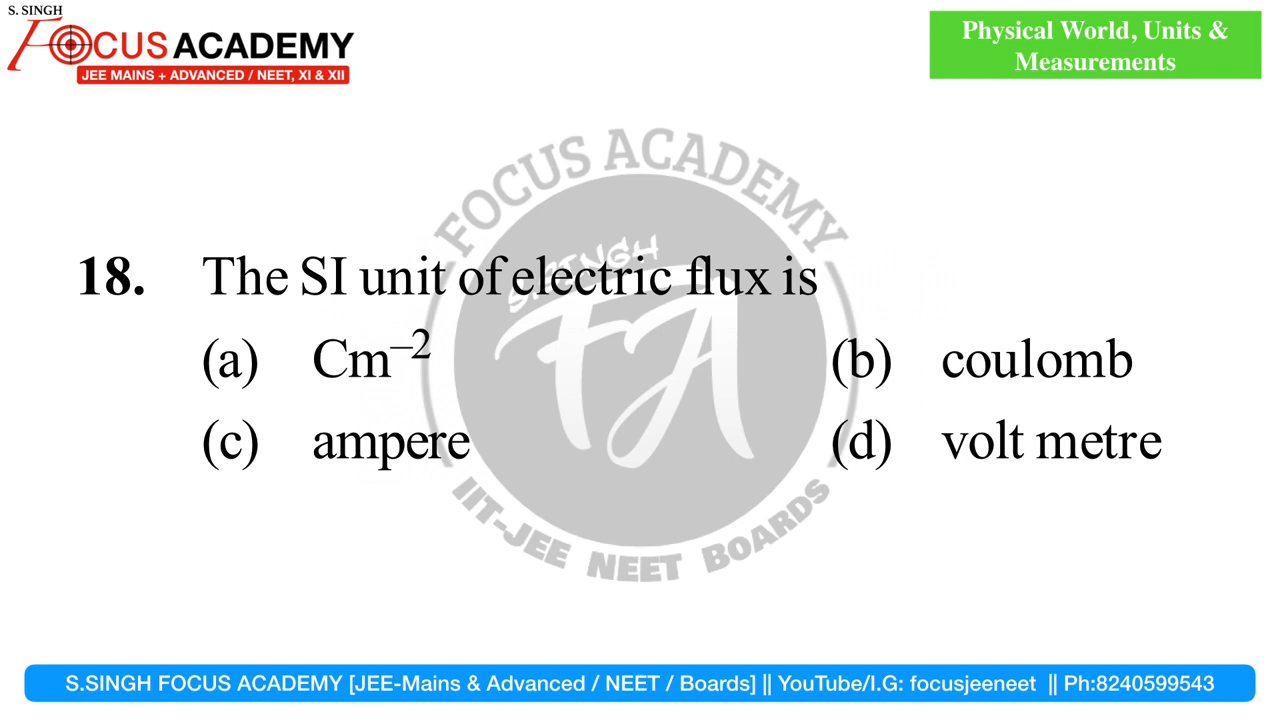 S. SINGH
FOCUS ACADEMY
JEE MAINS + ADVANCED / NEET, XI & XII
Physical World, Units &
Measurements
FOCUS ACADEMY
S.SINGH
FA
18. The SI unit of electric flux is
(a) Cm⁻² (b) coulomb
(c) ampere (d) volt metre
IIT-JEE NEET BOARDS
S.SINGH FOCUS ACADEMY [JEE-Mains & Advanced / NEET / Boards] || YouTube/I.G: focusjeeneet || Ph:8240599543